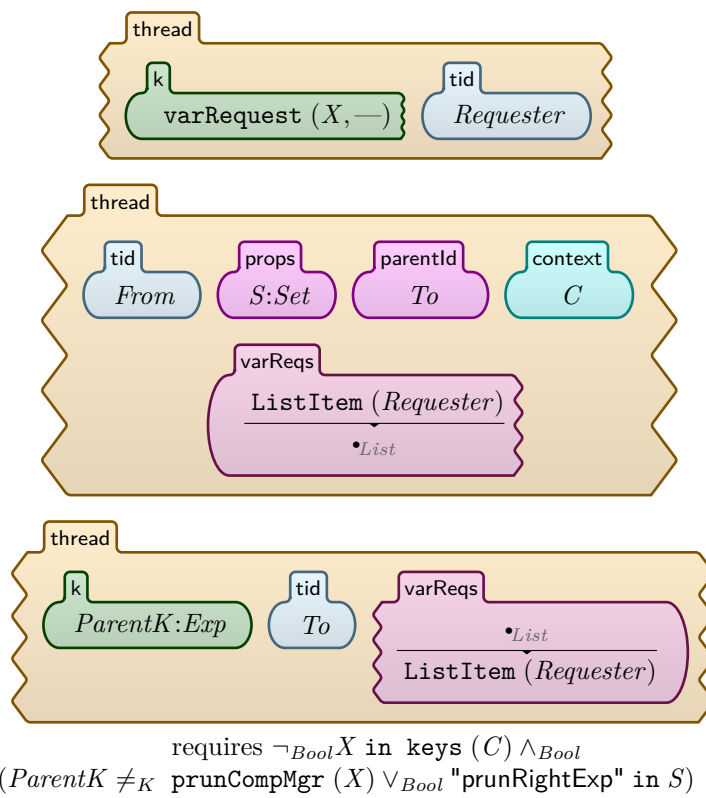 thread
k tid
varRequest (X, —) Requester
thread
tid props parentId context
From S:Set To C
varReqs
ListItem (Requester)
•List
thread
k tid varReqs
ParentK:Exp To
•List
ListItem (Requester)
requires ¬Bool X in keys (C) ∧Bool
(ParentK ≠K prunCompMgr (X) ∨Bool "prunRightExp" in S)